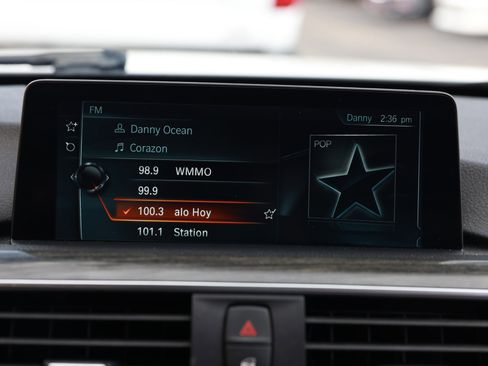 FM
Danny 2:36 pm
Danny Ocean
Corazon
POP
98.9 WMMO
99.9
100.3 alo Hoy
101.1 Station